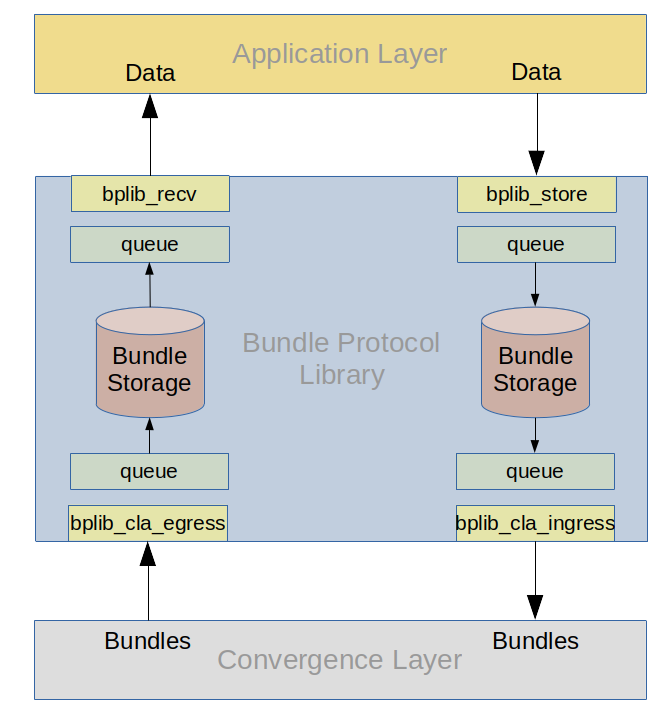 Application Layer
Data
Data
bplib_recv
bplib_store
queue
queue
Bundle
Storage
Bundle Protocol
Library
Bundle
Storage
queue
queue
bplib_cla_egress
bplib_cla_ingress
Bundles
Bundles
Convergence Layer